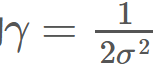 γ = 1/(2σ²)